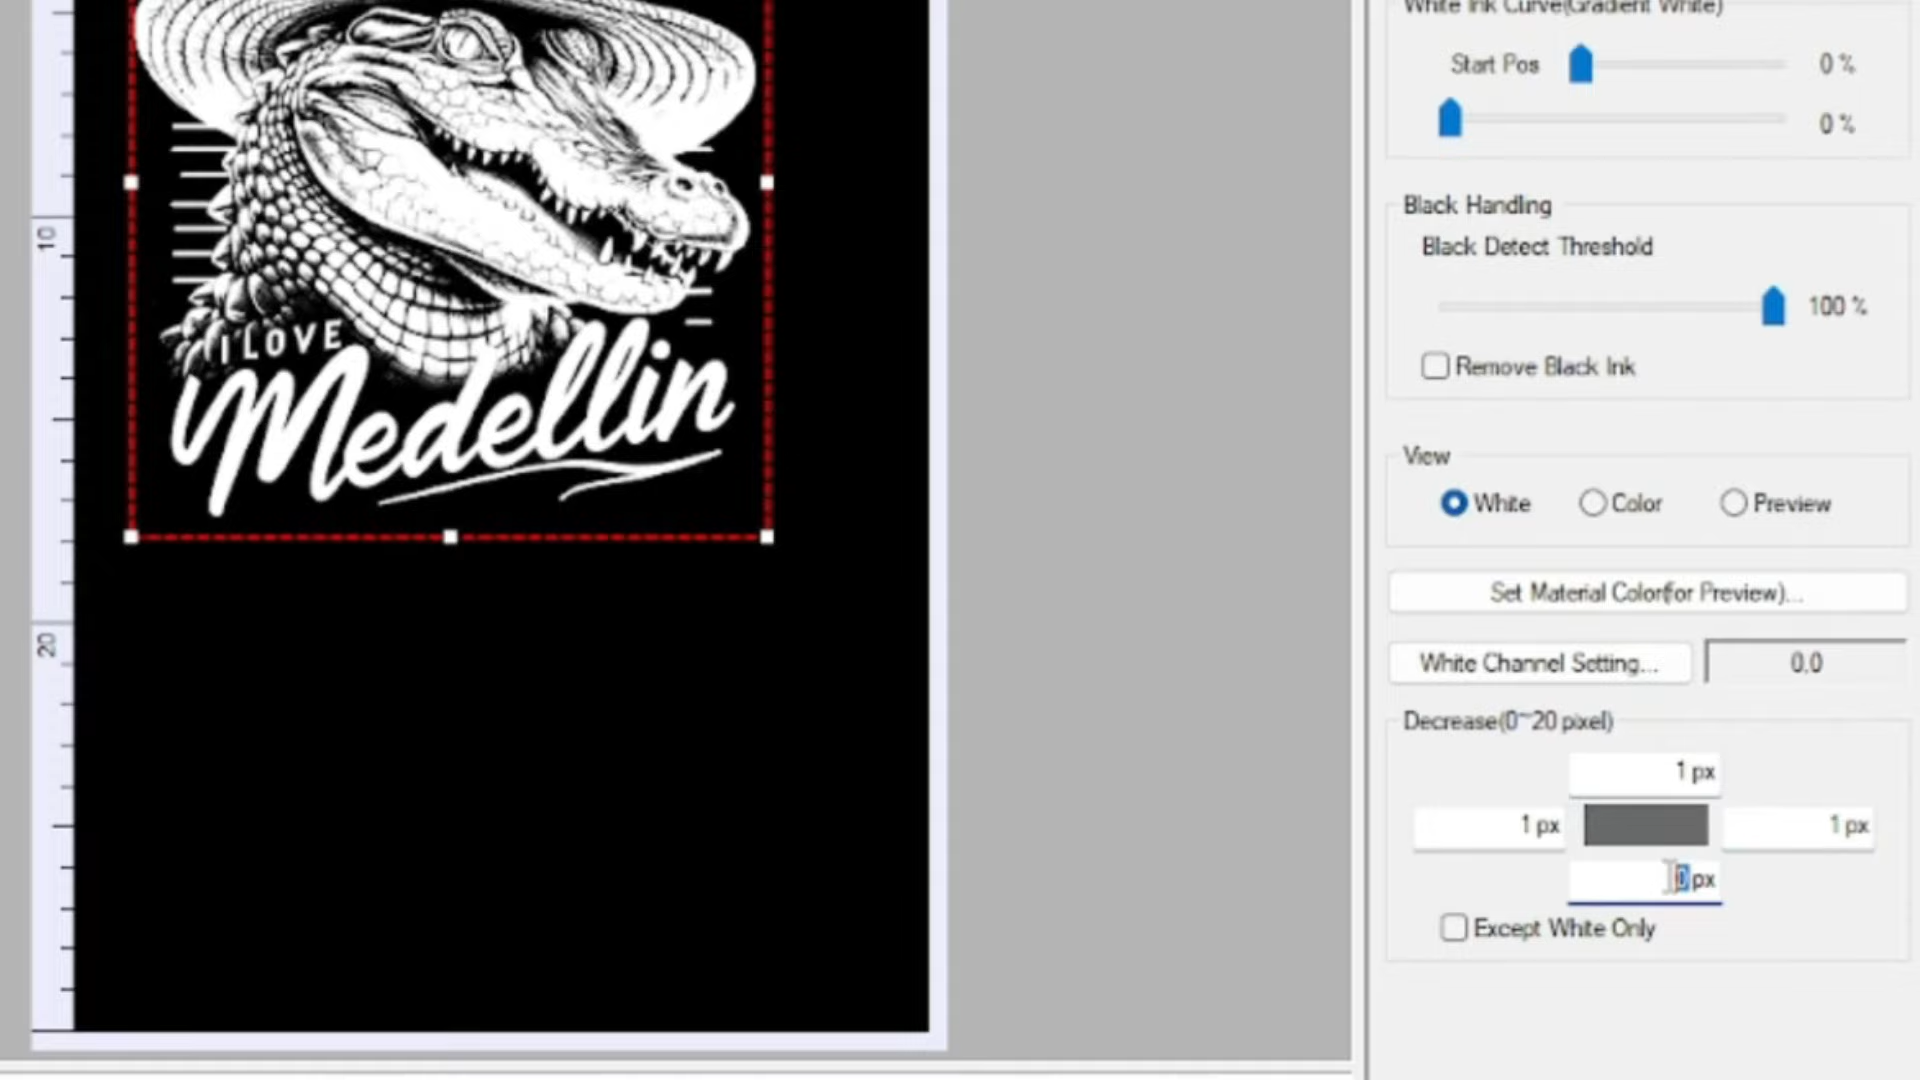 White Ink Curve(Gradient White)
Start Pos
0 %
0 %
Black Handling
Black Detect Threshold
100 %
Remove Black Ink
View
White
Color
Preview
Set Material Color(for Preview)...
White Channel Setting...
0.0
Decrease(0~20 pixel)
1 px
1 px
1 px
0 px
Except White Only
10
20
I LOVE
Medellin